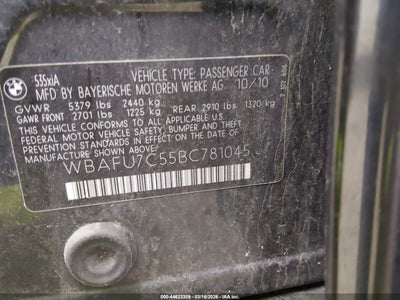 BMW
535xiA
VEHICLE TYPE: PASSENGER CAR
MFD BY BAYERISCHE MOTOREN WERKE AG 10/10
GVWR 5379 lbs 2440 kg
GAWR FRONT 2701 lbs 1225 kg REAR 2910 lbs 1320 kg
THIS VEHICLE CONFORMS TO ALL APPLICABLE
FEDERAL MOTOR VEHICLE SAFETY, BUMPER,
AND THEFT PREVENTION STANDARDS IN EFFECT
ON THE DATE OF MANUFACTURE SHOWN ABOVE.
WBAFU7C55BC781045
ID: 44623309 - 03/16/2026 - IAA Inc.